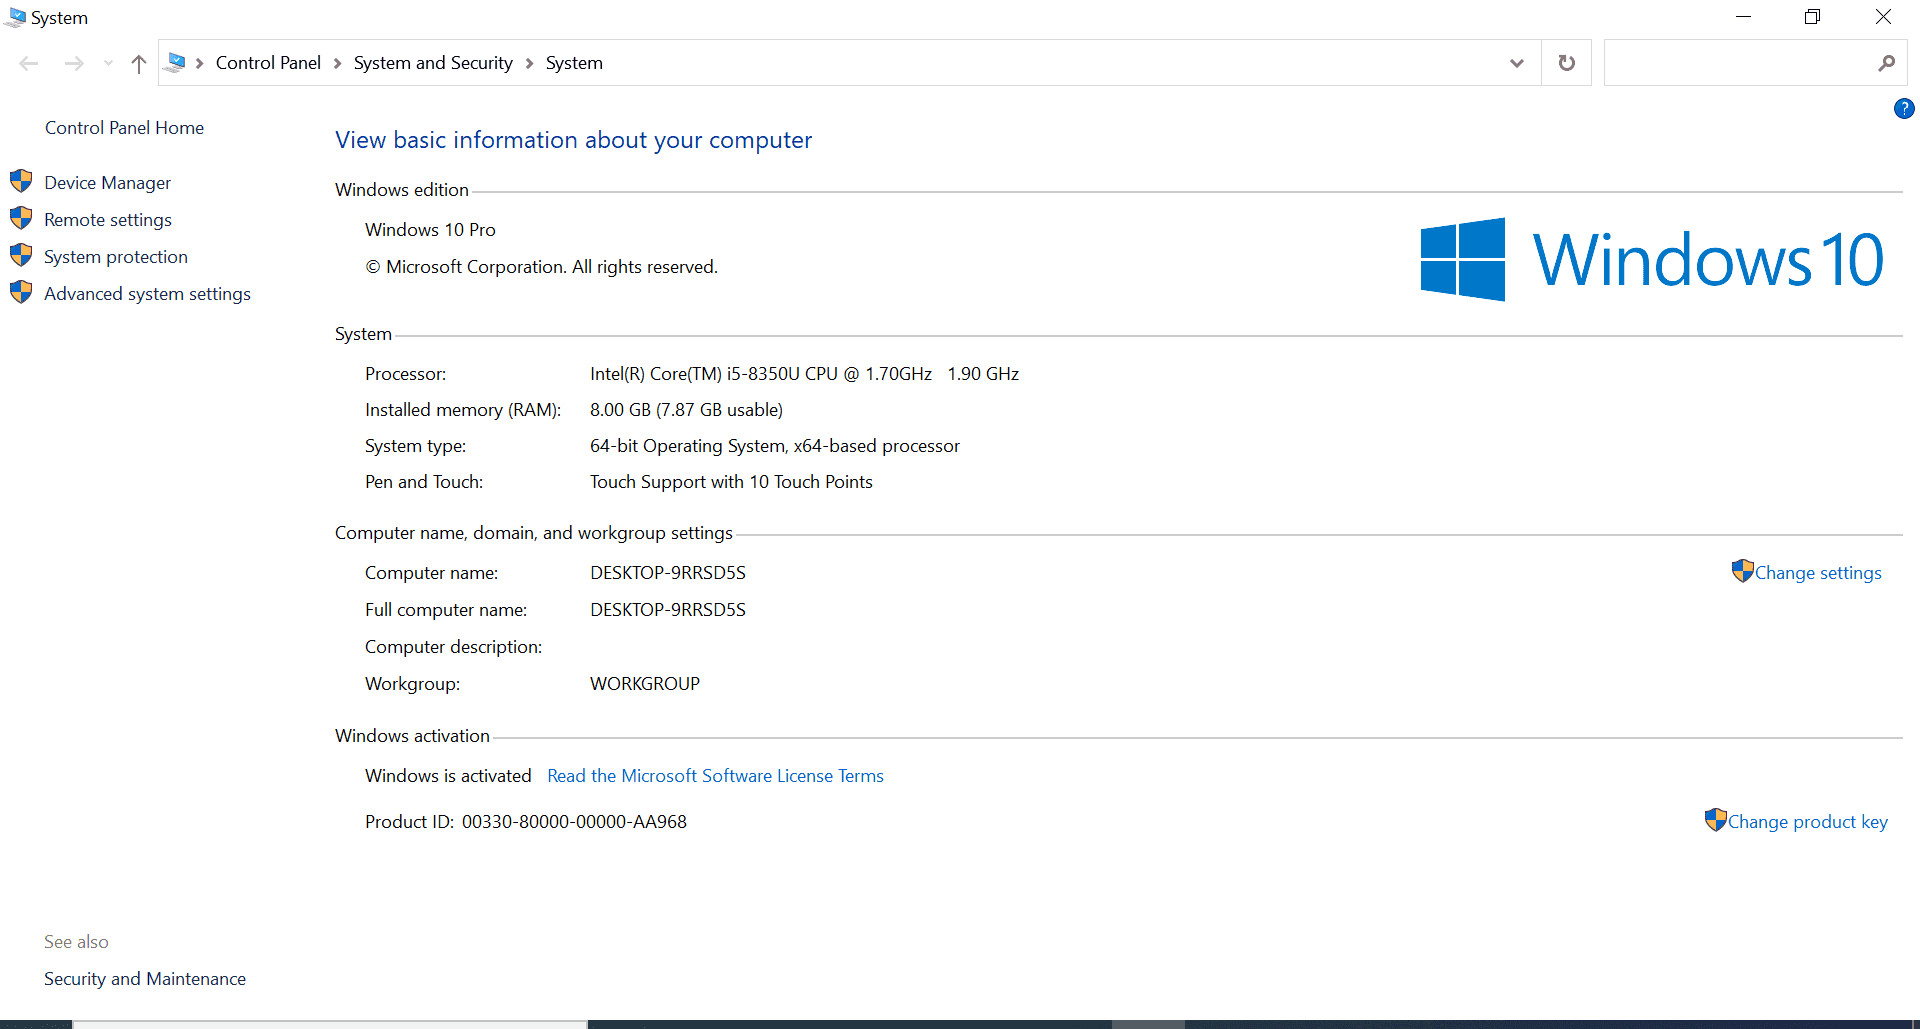 System
Control Panel > System and Security > System
?
Control Panel Home
Device Manager
Remote settings
System protection
Advanced system settings
View basic information about your computer
Windows edition
Windows 10 Pro
© Microsoft Corporation. All rights reserved.
Windows 10
System
Processor: Intel(R) Core(TM) i5-8350U CPU @ 1.70GHz 1.90 GHz
Installed memory (RAM): 8.00 GB (7.87 GB usable)
System type: 64-bit Operating System, x64-based processor
Pen and Touch: Touch Support with 10 Touch Points
Computer name, domain, and workgroup settings
Computer name: DESKTOP-9RRSD5S
Change settings
Full computer name: DESKTOP-9RRSD5S
Computer description:
Workgroup: WORKGROUP
Windows activation
Windows is activated Read the Microsoft Software License Terms
Product ID: 00330-80000-00000-AA968
Change product key
See also
Security and Maintenance